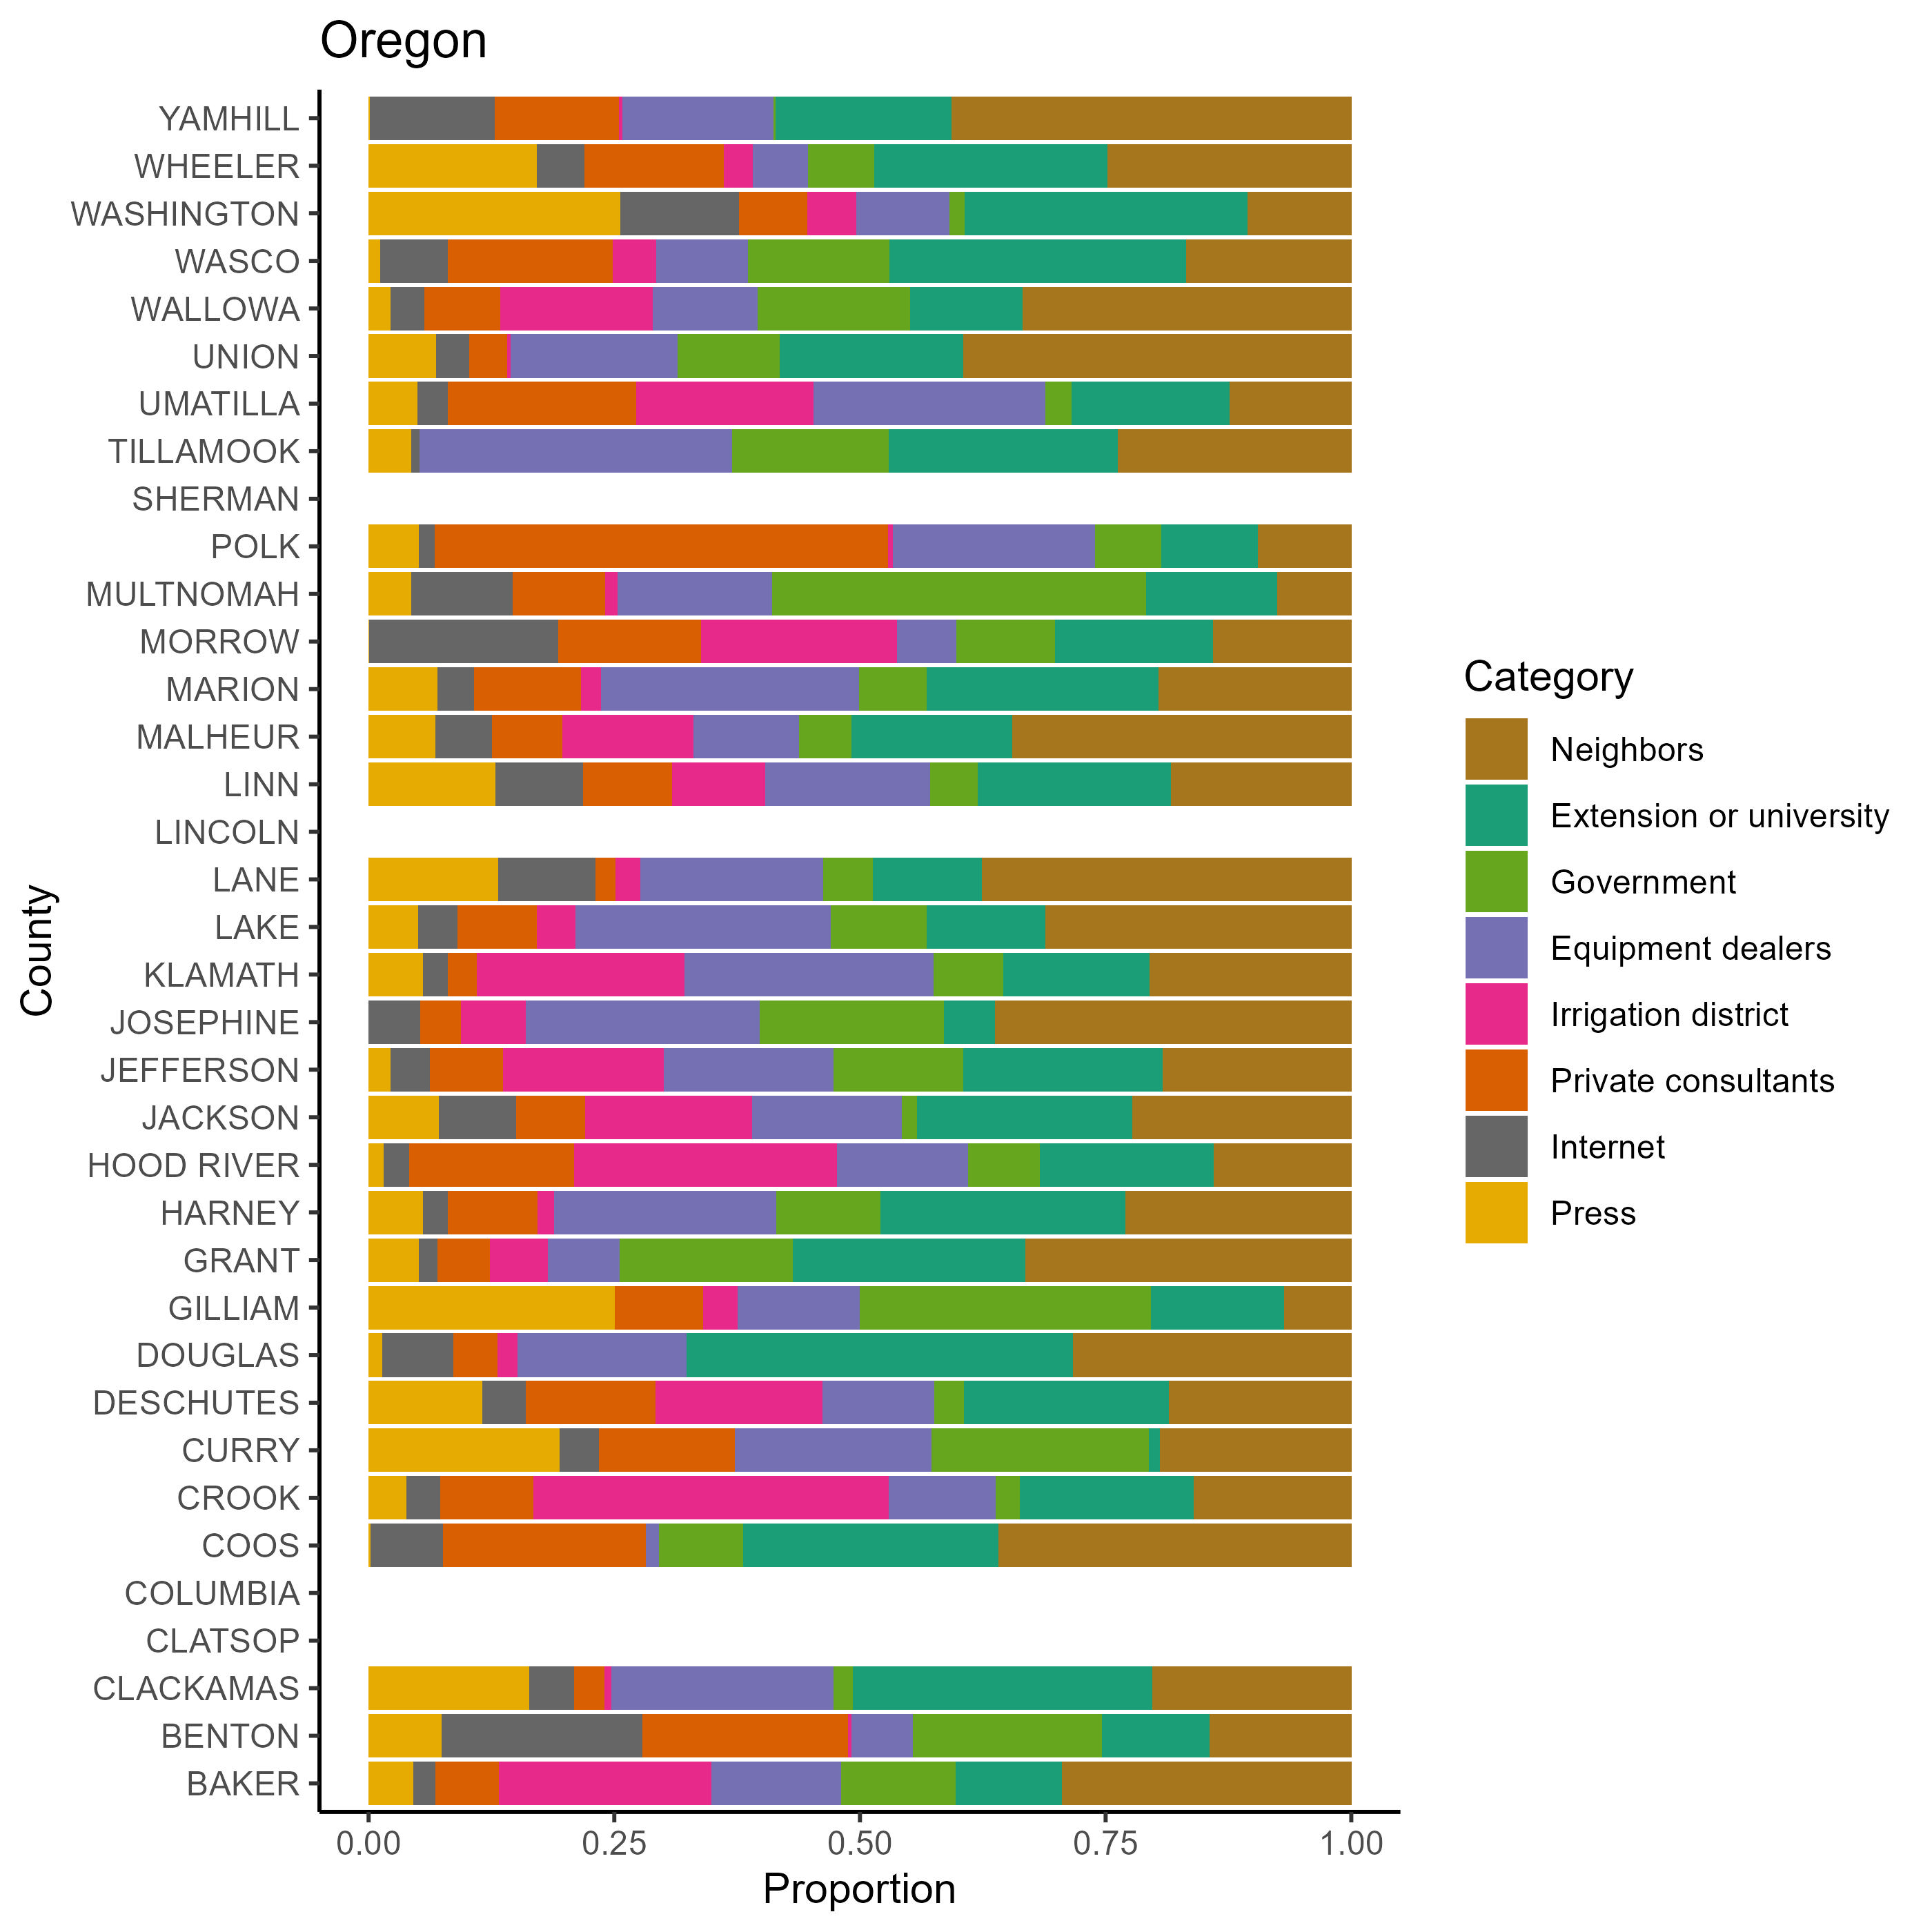 Oregon
YAMHILL
WHEELER
WASHINGTON
WASCO
WALLOWA
UNION
UMATILLA
TILLAMOOK
SHERMAN
POLK
MULTNOMAH
MORROW
MARION
MALHEUR
LINN
LINCOLN
LANE
LAKE
KLAMATH
JOSEPHINE
JEFFERSON
JACKSON
HOOD RIVER
HARNEY
GRANT
GILLIAM
DOUGLAS
DESCHUTES
CURRY
CROOK
COOS
COLUMBIA
CLATSOP
CLACKAMAS
BENTON
BAKER
County
0.00 0.25 0.50 0.75 1.00
Proportion
Category
Neighbors
Extension or university
Government
Equipment dealers
Irrigation district
Private consultants
Internet
Press